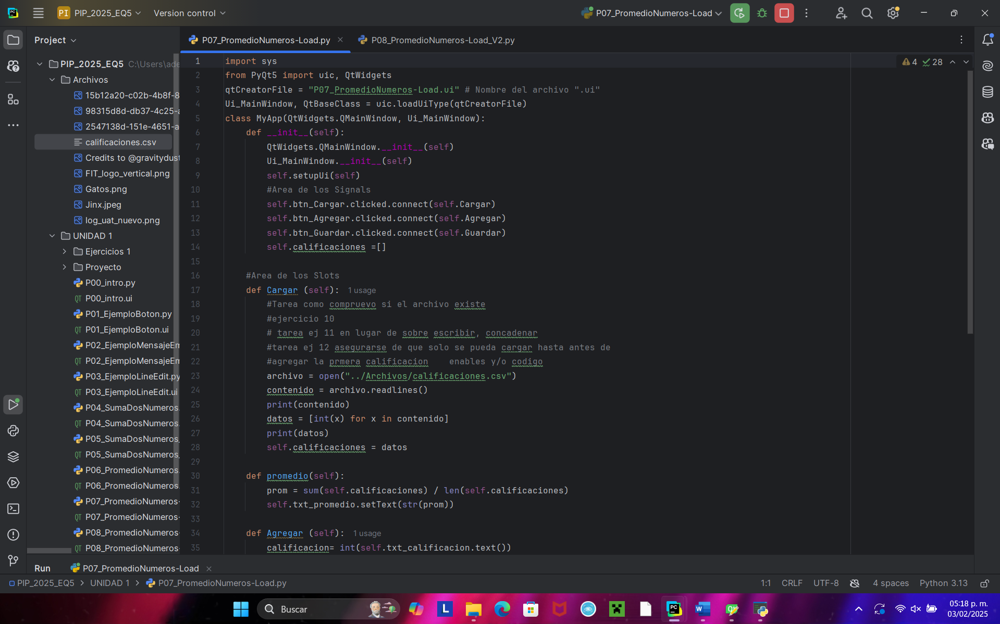 PI PIP_2025_EQ5 Version control P07_PromedioNumeros-Load
Project
P07_PromedioNumeros-Load.py P08_PromedioNumeros-Load_V2.py
PIP_2025_EQ5 C:\Users\ade
Archivos
15b12a20-c02b-4b8f-8
98315d8d-db37-4c25-a
2547138d-151e-4651-a
calificaciones.csv
Credits to @gravitydust
FIT_logo_vertical.png
Gatos.png
Jinx.jpeg
log_uat_nuevo.png
UNIDAD 1
Ejercicios 1
Proyecto
P00_intro.py
P00_intro.ui
P01_EjemploBoton.py
P01_EjemploBoton.ui
P02_EjemploMensajeEm
P02_EjemploMensajeEm
P03_EjemploLineEdit.py
P03_EjemploLineEdit.ui
P04_SumaDosNumeros.
P04_SumaDosNumeros.
P05_SumaDosNumeros_
P05_SumaDosNumeros_
P06_PromedioNumeros.
P06_PromedioNumeros.
P07_PromedioNumeros-
P07_PromedioNumeros-
P08_PromedioNumeros-
P08_PromedioNumeros-
4 28
1 import sys
2 from PyQt5 import uic, QtWidgets
3 qtCreatorFile = "P07_PromedioNumeros-Load.ui" # Nombre del archivo ".ui"
4 Ui_MainWindow, QtBaseClass = uic.loadUiType(qtCreatorFile)
5 class MyApp(QtWidgets.QMainWindow, Ui_MainWindow):
6 def __init__(self):
7 QtWidgets.QMainWindow.__init__(self)
8 Ui_MainWindow.__init__(self)
9 self.setupUi(self)
10 #Area de los Signals
11 self.btn_Cargar.clicked.connect(self.Cargar)
12 self.btn_Agregar.clicked.connect(self.Agregar)
13 self.btn_Guardar.clicked.connect(self.Guardar)
14 self.calificaciones =[]
15
16 #Area de los Slots
17 def Cargar (self): 1 usage
18 #Tarea como compruevo si el archivo existe
19 #ejercicio 10
20 # tarea ej 11 en lugar de sobre escribir, concadenar
21 #tarea ej 12 asegurarse de que solo se pueda cargar hasta antes de
22 #agregar la prmera calificacion enables y/o codigo
23 archivo = open("../Archivos/calificaciones.csv")
24 contenido = archivo.readlines()
25 print(contenido)
26 datos = [int(x) for x in contenido]
27 print(datos)
28 self.calificaciones = datos
29
30 def promedio(self):
31 prom = sum(self.calificaciones) / len(self.calificaciones)
32 self.txt_promedio.setText(str(prom))
33
34 def Agregar (self): 1 usage
35 calificacion= int(self.txt_calificacion.text())
Run P07_PromedioNumeros-Load
PIP_2025_EQ5 > UNIDAD 1 > P07_PromedioNumeros-Load.py 1:1 CRLF UTF-8 4 spaces Python 3.13
Buscar
05:18 p. m.
03/02/2025